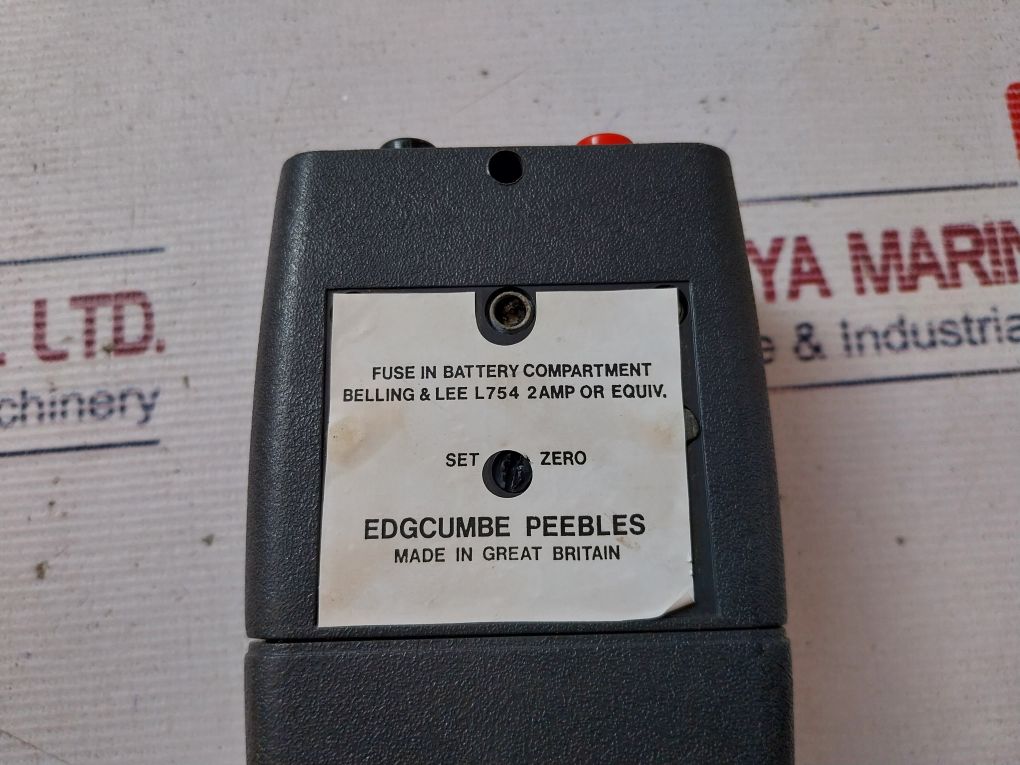 FUSE IN BATTERY COMPARTMENT
BELLING & LEE L754 2AMP OR EQUIV.
SET ZERO
EDGCUMBE PEEBLES
MADE IN GREAT BRITAIN
LTD.
YA MARIN
& Industria